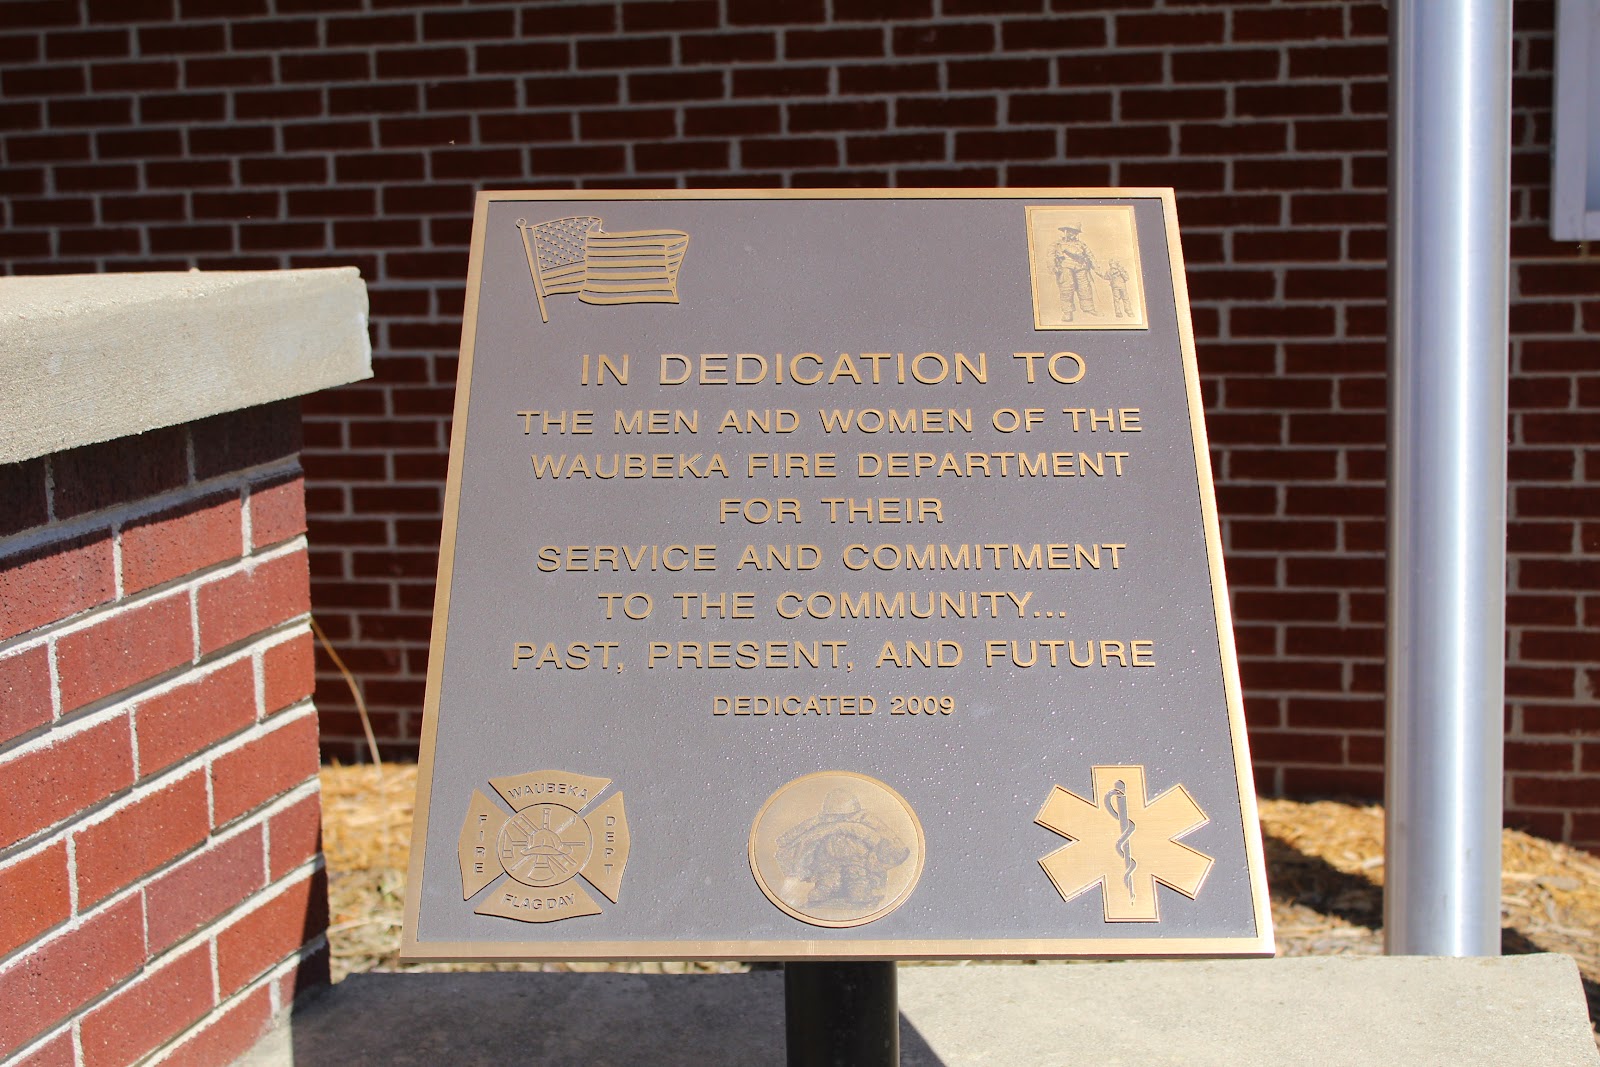 IN DEDICATION TO
THE MEN AND WOMEN OF THE
WAUBEKA FIRE DEPARTMENT
FOR THEIR
SERVICE AND COMMITMENT
TO THE COMMUNITY...
PAST, PRESENT, AND FUTURE
DEDICATED 2009
WAUBEKA
FIRE
DEPT
FLAG DAY